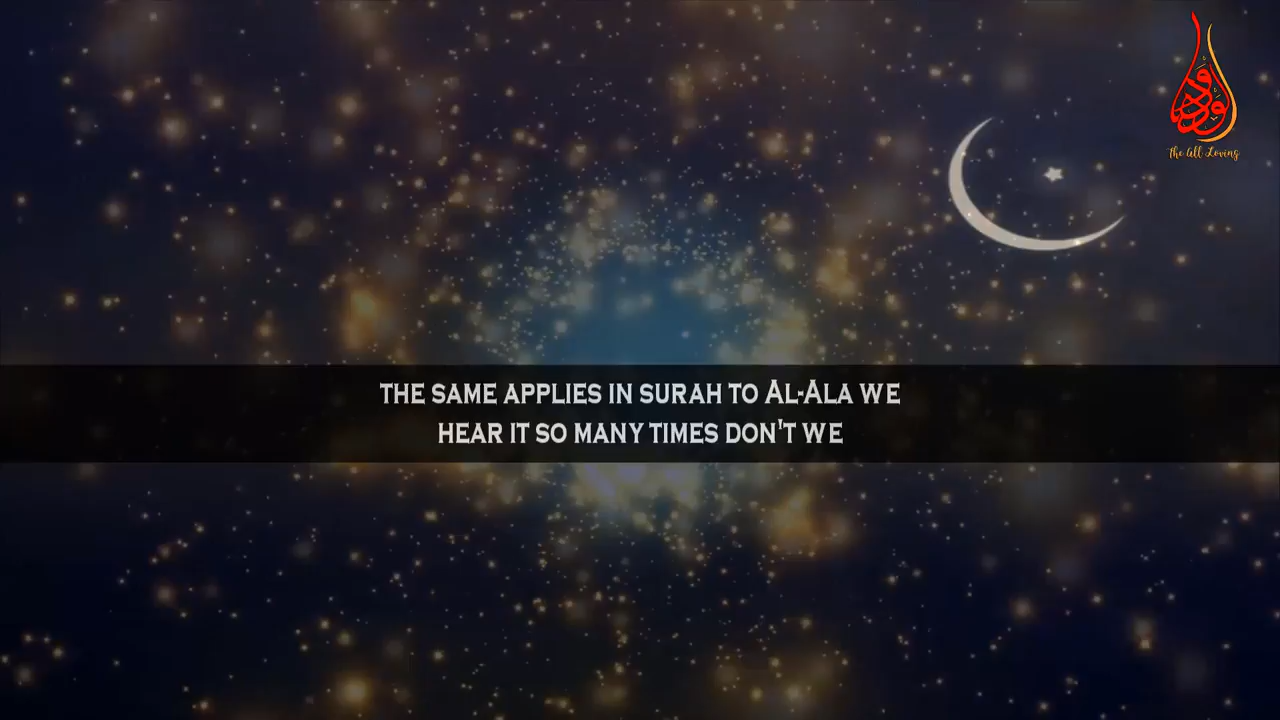 ودود
The All Loving
THE SAME APPLIES IN SURAH TO AL-ALA WE
HEAR IT SO MANY TIMES DON'T WE